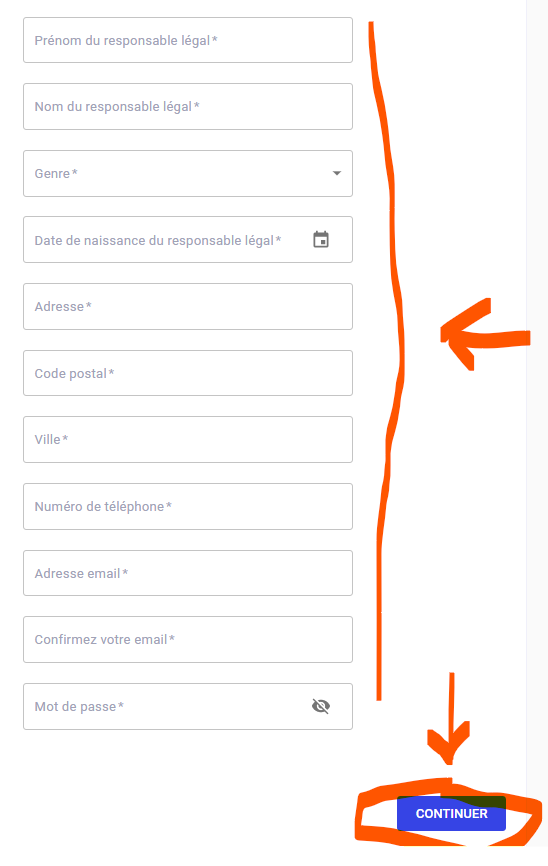 Prénom du responsable légal*
Nom du responsable légal*
Genre*
Date de naissance du responsable légal*
Adresse*
Code postal*
Ville*
Numéro de téléphone*
Adresse email*
Confirmez votre email*
Mot de passe*
CONTINUER